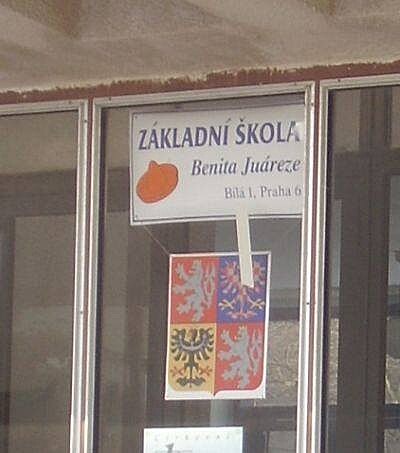 ZÁKLADNÍ ŠKOLA
Benita Juáreze
Bílá 1, Praha 6